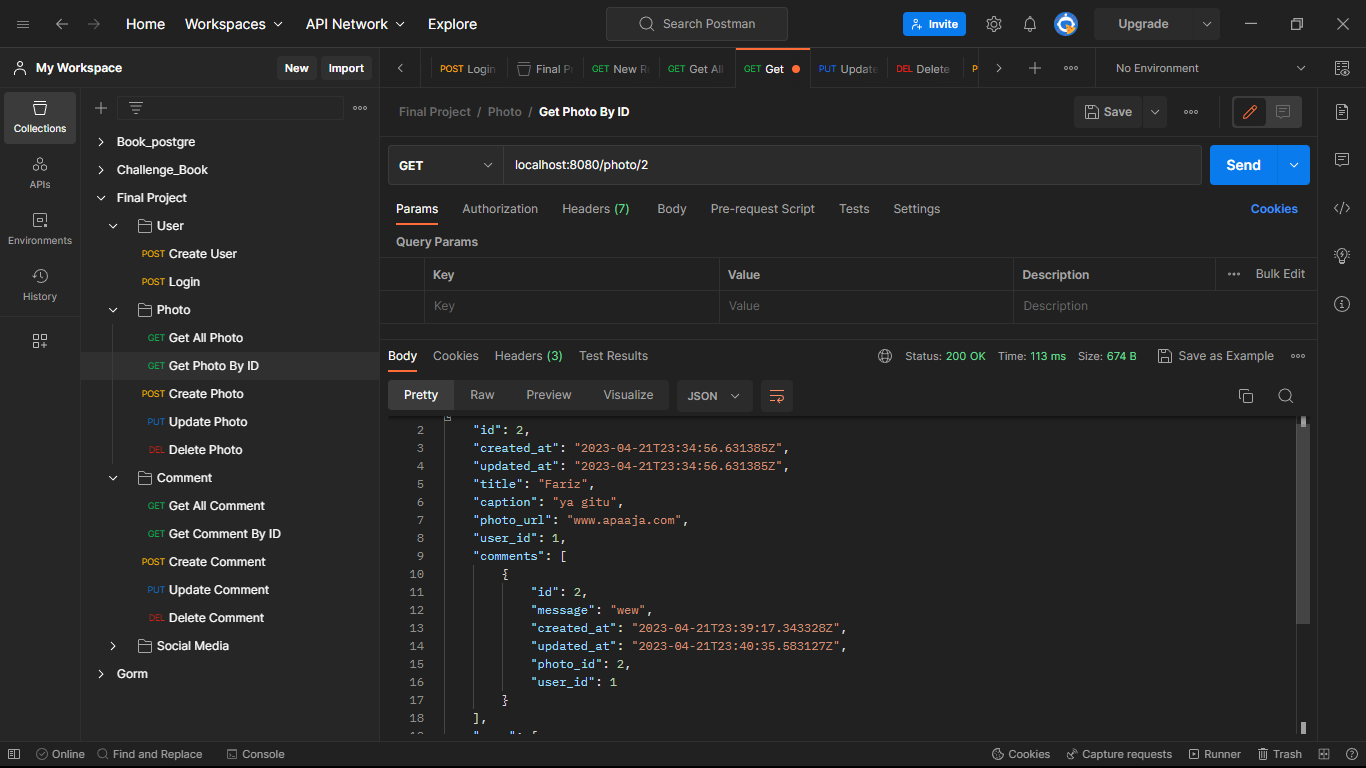 Home Workspaces API Network Explore Search Postman Invite Upgrade
My Workspace New Import
POST Login Final P GET New R GET Get All GET Get PUT Update DEL Delete No Environment
Collections
APIs
Environments
History
Book_postgre
Challenge_Book
Final Project
User
POST Create User
POST Login
Photo
GET Get All Photo
GET Get Photo By ID
POST Create Photo
PUT Update Photo
DEL Delete Photo
Comment
GET Get All Comment
GET Get Comment By ID
POST Create Comment
PUT Update Comment
DEL Delete Comment
Social Media
Gorm
Final Project / Photo / Get Photo By ID Save
GET localhost:8080/photo/2 Send
Params Authorization Headers (7) Body Pre-request Script Tests Settings Cookies
Query Params
Key Value Description Bulk Edit
Key Value Description
Body Cookies Headers (3) Test Results Status: 200 OK Time: 113 ms Size: 674 B Save as Example
Pretty Raw Preview Visualize JSON
2 "id": 2,
3 "created_at": "2023-04-21T23:34:56.631385Z",
4 "updated_at": "2023-04-21T23:34:56.631385Z",
5 "title": "Fariz",
6 "caption": "ya gitu",
7 "photo_url": "www.apaaja.com",
8 "user_id": 1,
9 "comments": [
10 {
11 "id": 2,
12 "message": "wew",
13 "created_at": "2023-04-21T23:39:17.343328Z",
14 "updated_at": "2023-04-21T23:40:35.583127Z",
15 "photo_id": 2,
16 "user_id": 1
17 }
18 ],
Online Find and Replace Console Cookies Capture requests Runner Trash